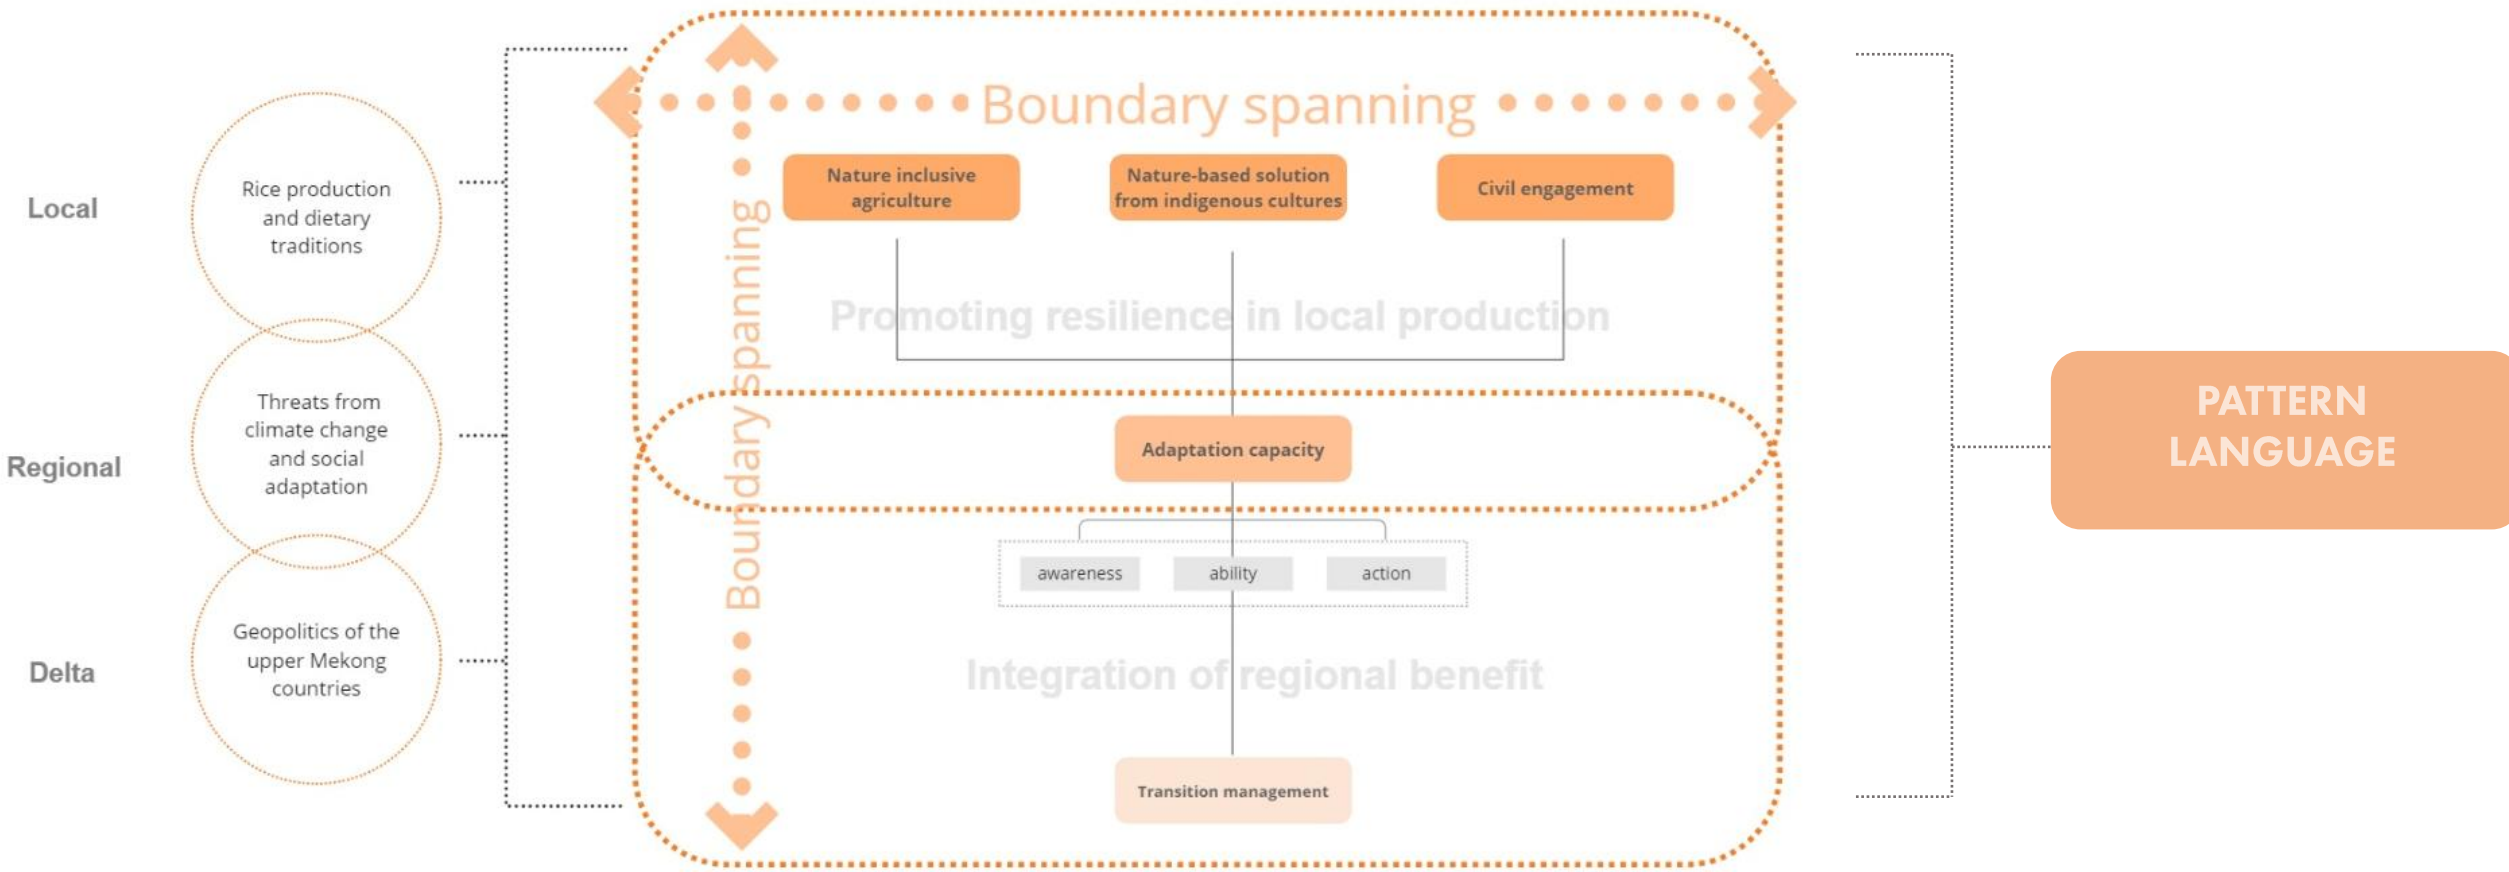 Local
Rice production
and dietary
traditions
Regional
Threats from
climate change
and social
adaptation
Delta
Geopolitics of the
upper Mekong
countries
Boundary spanning
Boundary spanning
Nature inclusive
agriculture
Nature-based solution
from indigenous cultures
Civil engagement
Promoting resilience in local production
Adaptation capacity
awareness
ability
action
Integration of regional benefit
Transition management
PATTERN
LANGUAGE